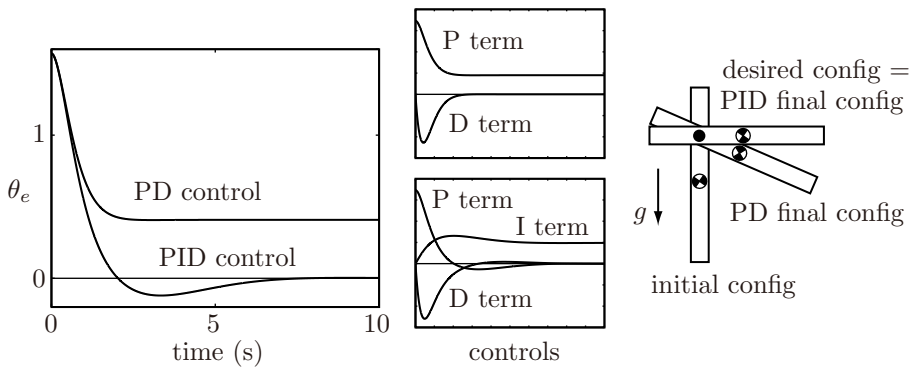 1
θe
0
PD control
PID control
0
5
10
time (s)
P term
D term
P term
I term
D term
controls
desired config =
PID final config
g
PD final config
initial config